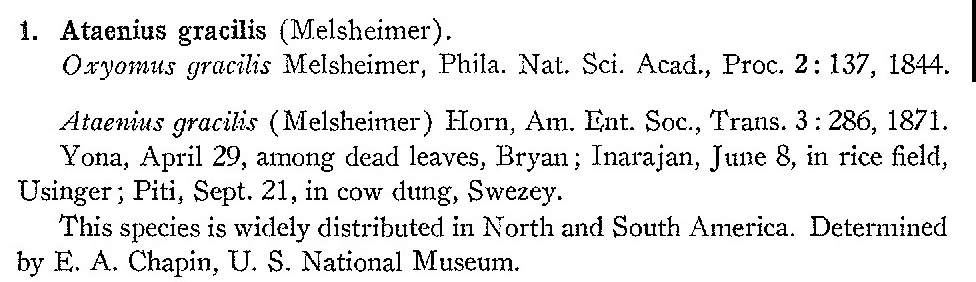 1. Ataenius gracilis (Melsheimer).
Oxyomus gracilis Melsheimer, Phila. Nat. Sci. Acad., Proc. 2: 137, 1844.
Ataenius gracilis (Melsheimer) Horn, Am. Ent. Soc., Trans. 3: 286, 1871.
Yona, April 29, among dead leaves, Bryan; Inarajan, June 8, in rice field,
Usinger; Piti, Sept. 21, in cow dung, Swezey.
This species is widely distributed in North and South America. Determined
by E. A. Chapin, U. S. National Museum.